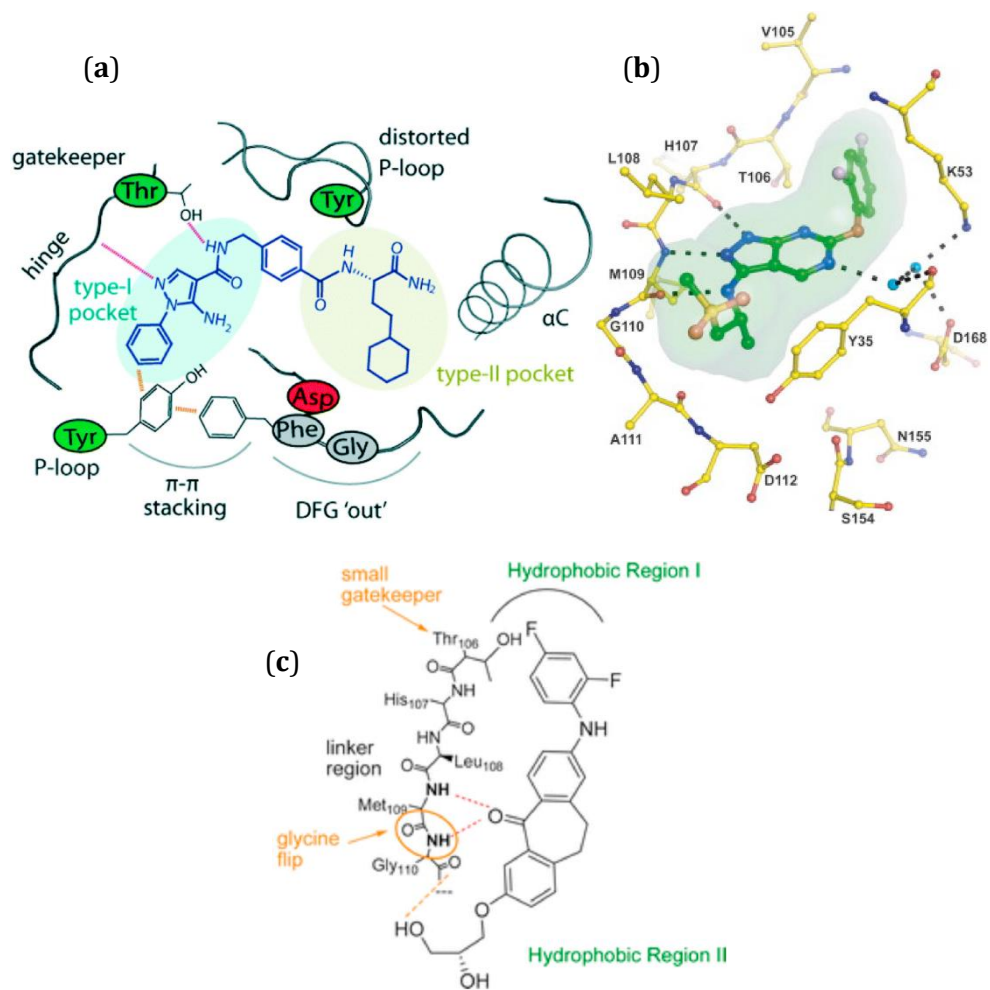 (a)
gatekeeper
Thr
OH
hinge
type-I
pocket
N
N
O
HN
NH₂
distorted
P-loop
Tyr
O
H
N
O
NH₂
type-II pocket
αC
OH
Tyr
P-loop
π-π
stacking
Asp
Phe
Gly
DFG 'out'
(b)
V105
H107
L108
T106
K53
M109
G110
Y35
D168
A111
D112
N155
S154
(c)
small
gatekeeper
Hydrophobic Region I
Thr₁₀₆
OH
O
NH
His₁₀₇
O
NH
Leu₁₀₈
O
NH
linker
region
Met₁₀₉
O
NH
glycine
flip
Gly₁₁₀
O
---
F
F
NH
O
O
HO
OH
Hydrophobic Region II